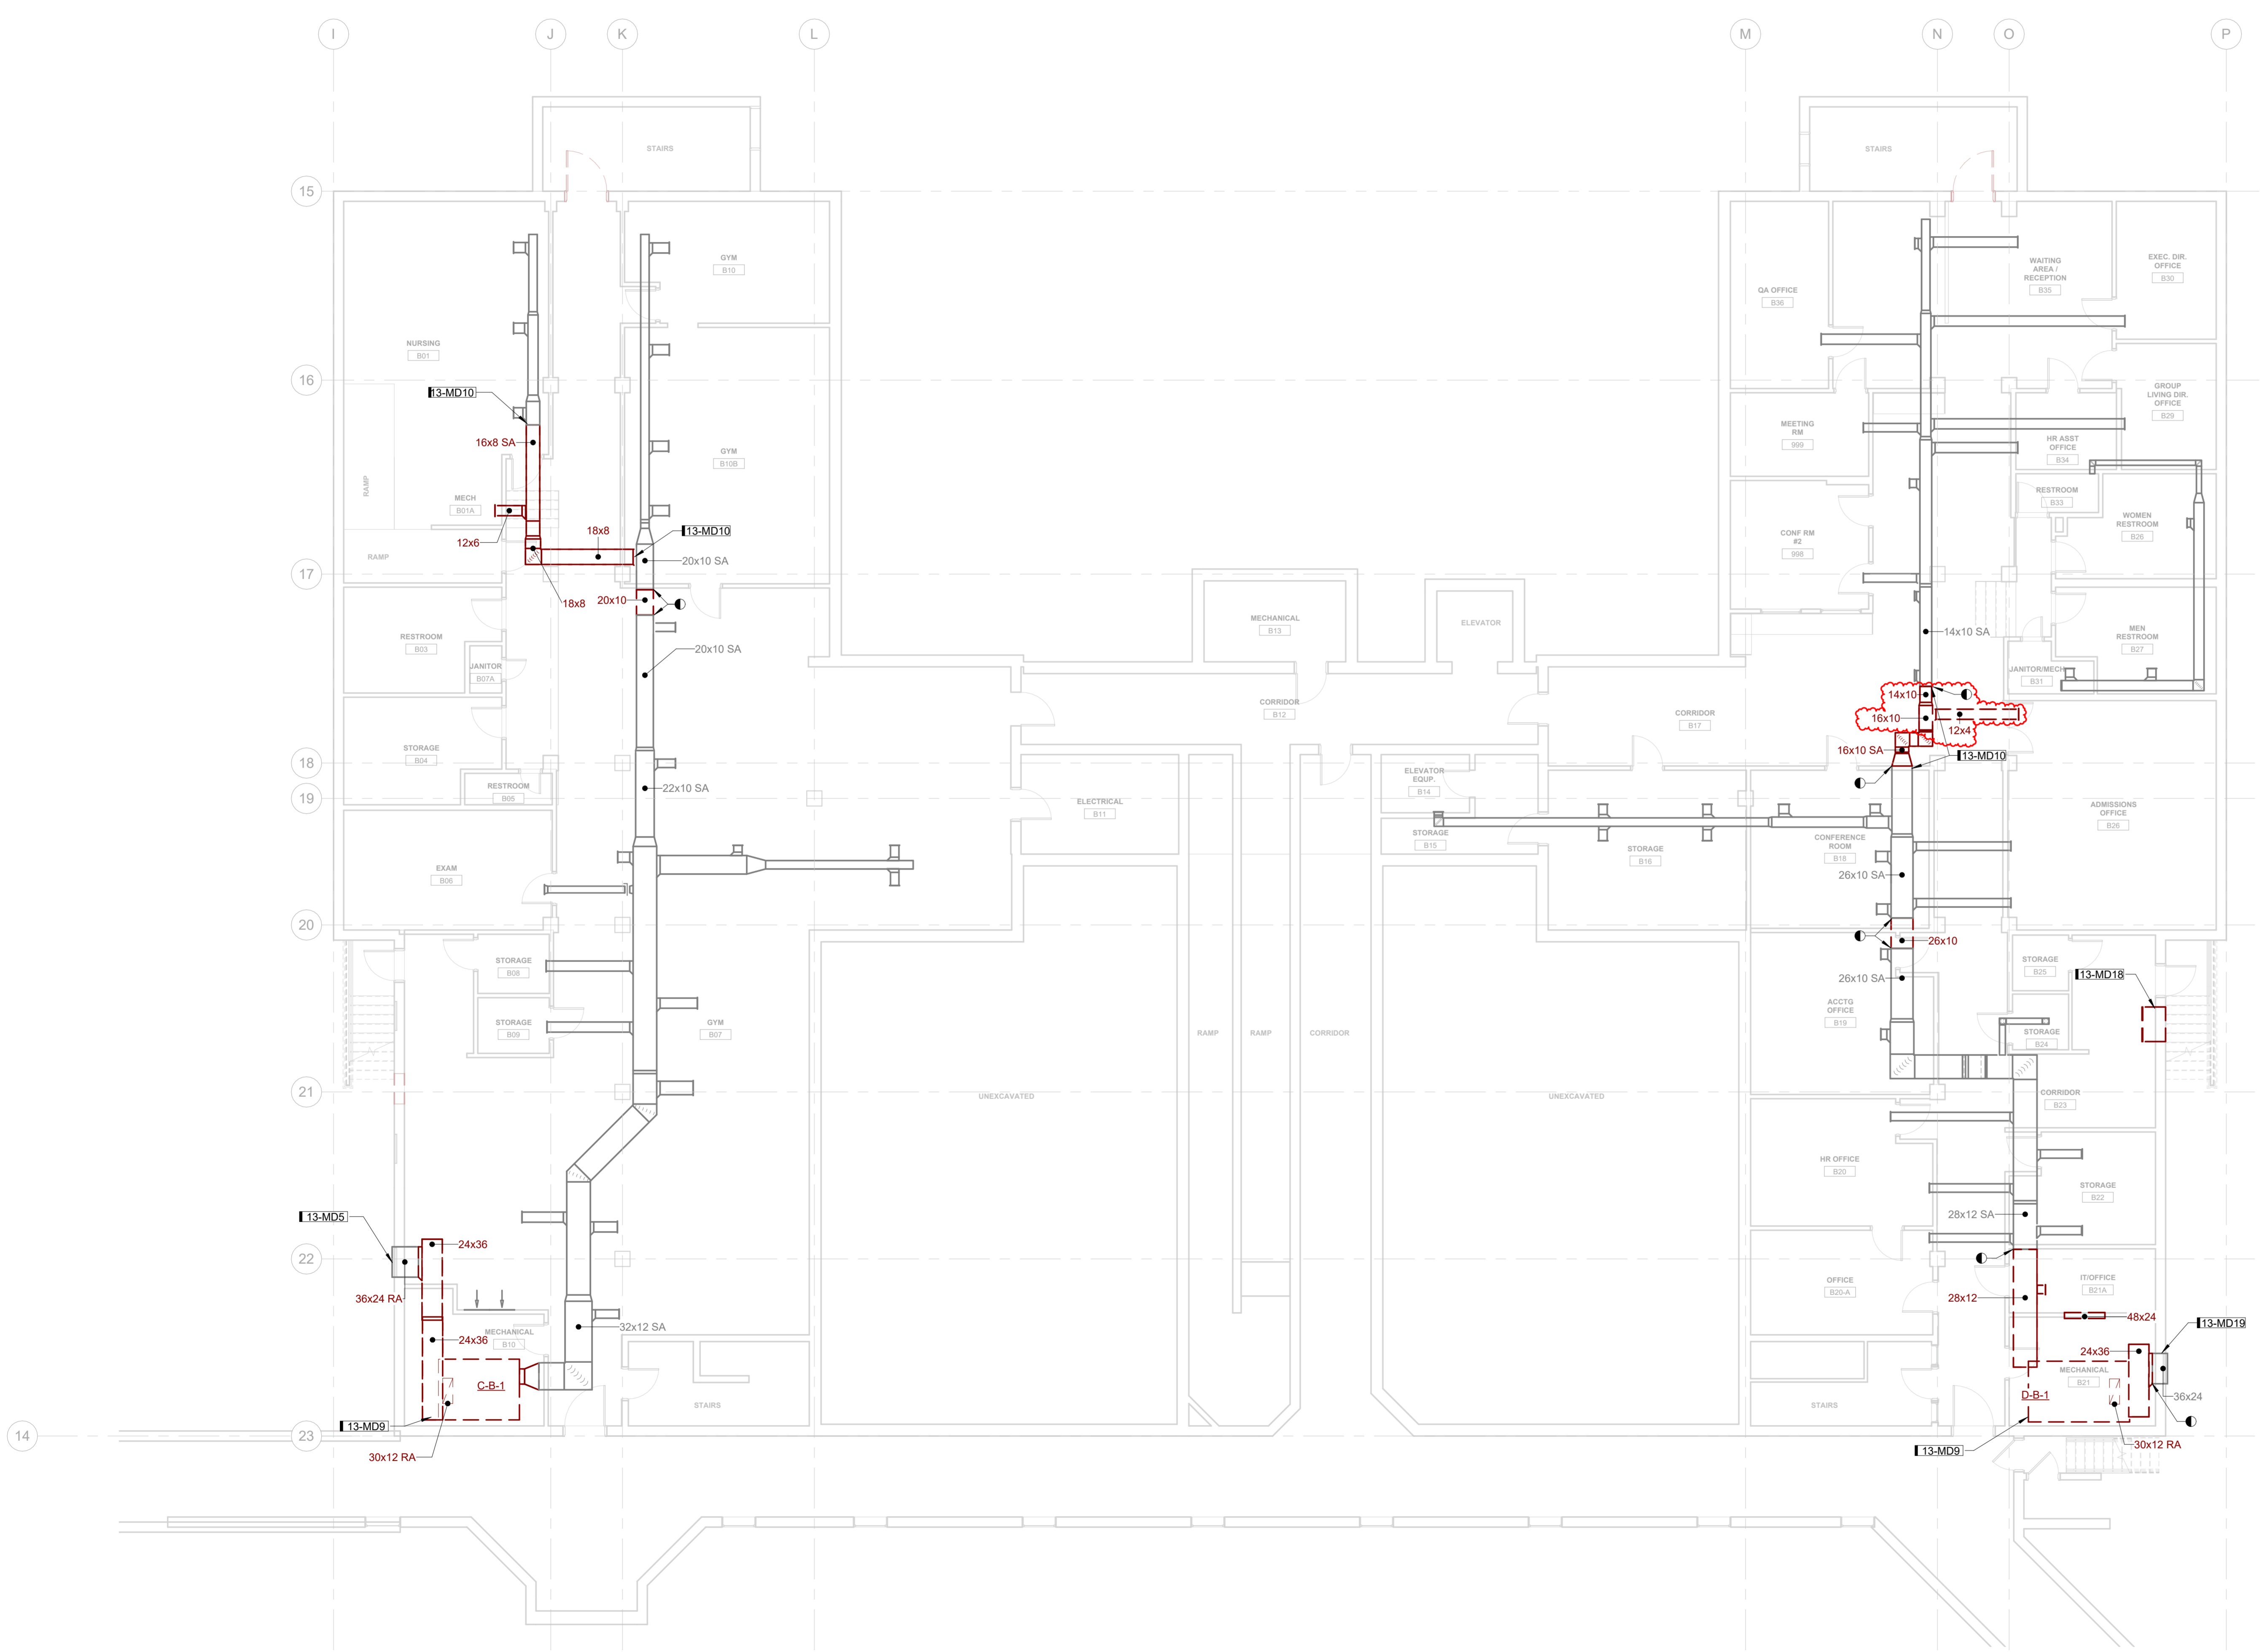 I
J
K
L
M
N
O
P
STAIRS
STAIRS
15
GYM
B10
WAITING
AREA /
RECEPTION
B35
EXEC. DIR.
OFFICE
B30
QA OFFICE
B36
NURSING
B01
16
13-MD10
GROUP
LIVING DIR.
OFFICE
B29
MEETING
RM
999
16x8 SA
HR ASST
OFFICE
B34
GYM
B10B
RAMP
MECH
B01A
RESTROOM
B33
WOMEN
RESTROOM
B26
12x6
18x8
13-MD10
CONF RM
#2
998
RAMP
20x10 SA
17
18x8
20x10
MECHANICAL
B13
ELEVATOR
RESTROOM
B03
14x10 SA
MEN
RESTROOM
B27
20x10 SA
JANITOR
B07A
JANITOR/MECH
B31
14x10
CORRIDOR
B12
CORRIDOR
B17
16x10
12x4
STORAGE
B04
16x10 SA
13-MD10
18
ELEVATOR
EQUP.
B14
RESTROOM
B05
22x10 SA
19
ELECTRICAL
B11
ADMISSIONS
OFFICE
B26
STORAGE
B15
STORAGE
B16
CONFERENCE
ROOM
B18
EXAM
B06
26x10 SA
20
26x10
STORAGE
B08
STORAGE
B25
13-MD18
26x10 SA
ACCTG
OFFICE
B19
STORAGE
B09
GYM
B07
RAMP
RAMP
CORRIDOR
STORAGE
B24
21
UNEXCAVATED
UNEXCAVATED
CORRIDOR
B23
HR OFFICE
B20
STORAGE
B22
13-MD5
28x12 SA
24x36
22
36x24 RA
OFFICE
B20-A
IT/OFFICE
B21A
28x12
48x24
13-MD19
32x12 SA
MECHANICAL
B10
24x36
24x36
MECHANICAL
B21
C-B-1
D-B-1
36x24
STAIRS
STAIRS
13-MD9
14
23
30x12 RA
13-MD9
30x12 RA